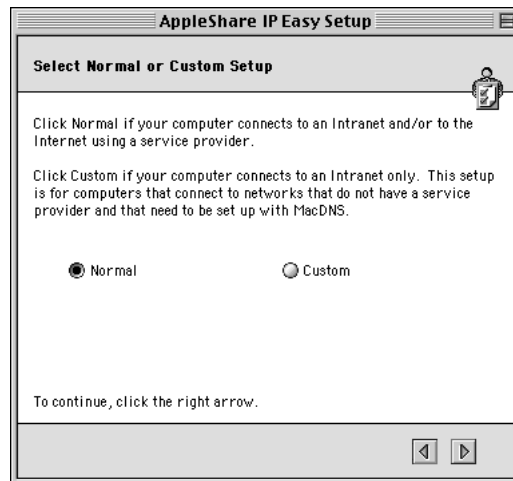 AppleShare IP Easy Setup
Select Normal or Custom Setup
Click Normal if your computer connects to an Intranet and/or to the
Internet using a service provider.
Click Custom if your computer connects to an Intranet only. This setup
is for computers that connect to networks that do not have a service
provider and that need to be set up with MacDNS.
Normal
Custom
To continue, click the right arrow.